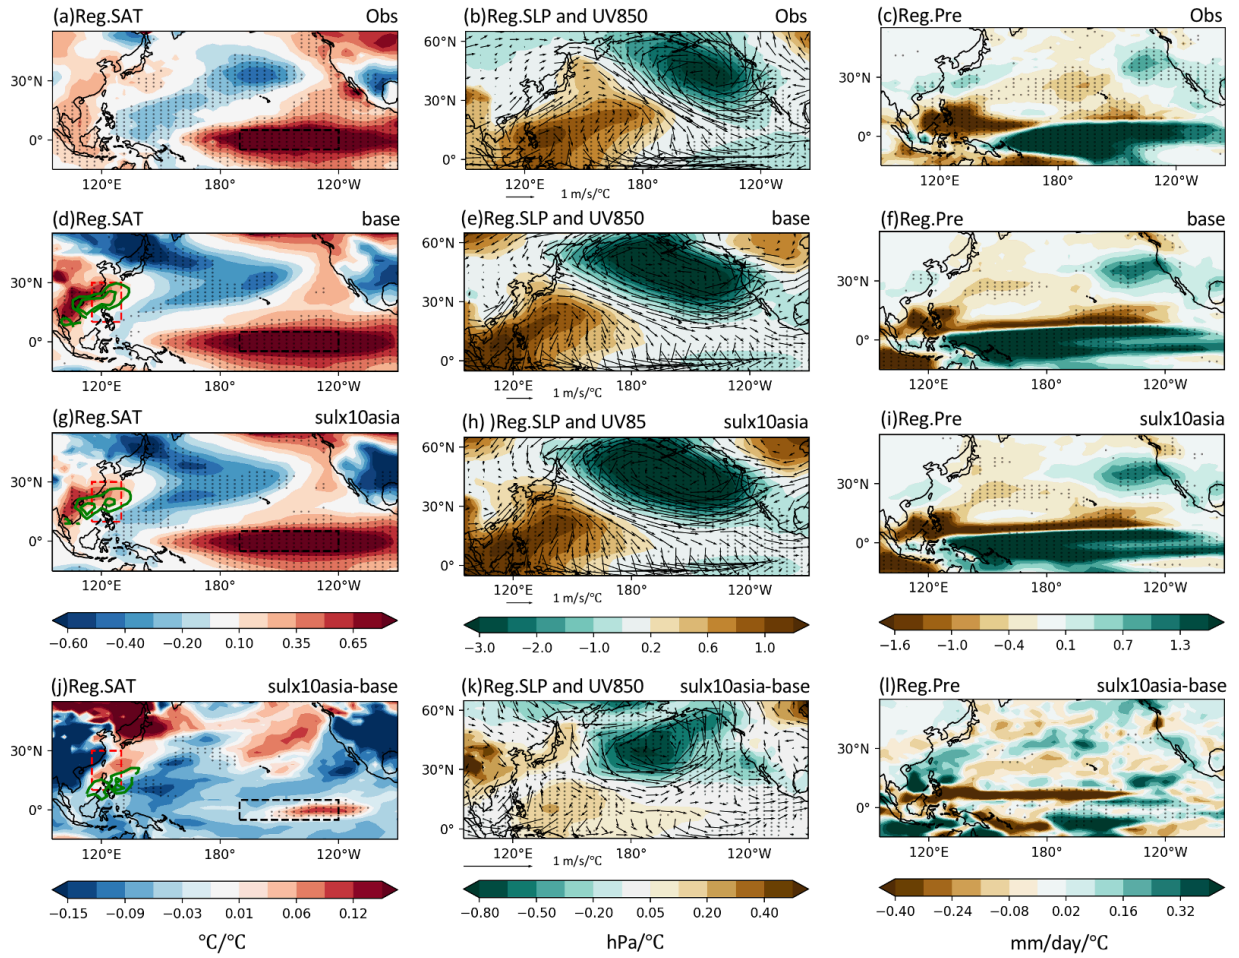 (a)Reg.SAT Obs (b)Reg.SLP and UV850 Obs (c)Reg.Pre Obs
60°N
30°N 30°N 30°N
0° 0° 0°
120°E 180° 120°W 120°E 180° 120°W 120°E 180° 120°W
1 m/s/°C
(d)Reg.SAT base (e)Reg.SLP and UV850 base (f)Reg.Pre base
60°N
30°N 30°N 30°N
0° 0° 0°
120°E 180° 120°W 120°E 180° 120°W 120°E 180° 120°W
1 m/s/°C
(g)Reg.SAT sulx10asia (h) )Reg.SLP and UV85 sulx10asia (i)Reg.Pre sulx10asia
60°N
30°N 30°N 30°N
0° 0° 0°
120°E 180° 120°W 120°E 180° 120°W 120°E 180° 120°W
1 m/s/°C
−0.60 −0.40 −0.20 0.10 0.35 0.65 −3.0 −2.0 −1.0 0.2 0.6 1.0 −1.6 −1.0 −0.4 0.1 0.7 1.3
(j)Reg.SAT sulx10asia-base (k)Reg.SLP and UV850 sulx10asia-base (l)Reg.Pre sulx10asia-base
60°N
30°N 30°N 30°N
0° 0° 0°
120°E 180° 120°W 120°E 180° 120°W 120°E 180° 120°W
1 m/s/°C
−0.15 −0.09 −0.03 0.01 0.06 0.12 −0.80 −0.50 −0.20 0.05 0.20 0.40 −0.40 −0.24 −0.08 0.02 0.16 0.32
°C/°C hPa/°C mm/day/°C